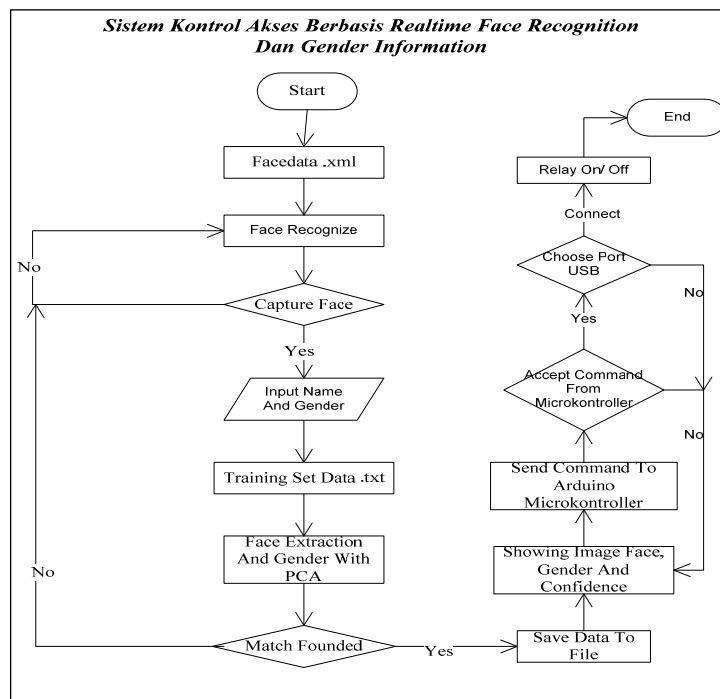 Sistem Kontrol Akses Berbasis Realtime Face Recognition
Dan Gender Information
Start
Facedata .xml
Face Recognize
No
Capture Face
Yes
Input Name
And Gender
Training Set Data .txt
Face Extraction
And Gender With
PCA
No
Match Founded
Yes
Save Data To
File
Showing Image Face,
Gender And
Confidence
Send Command To
Arduino
Microkontroller
No
Accept Command
From
Microkontroller
Yes
No
Choose Port
USB
Connect
Relay On/ Off
End